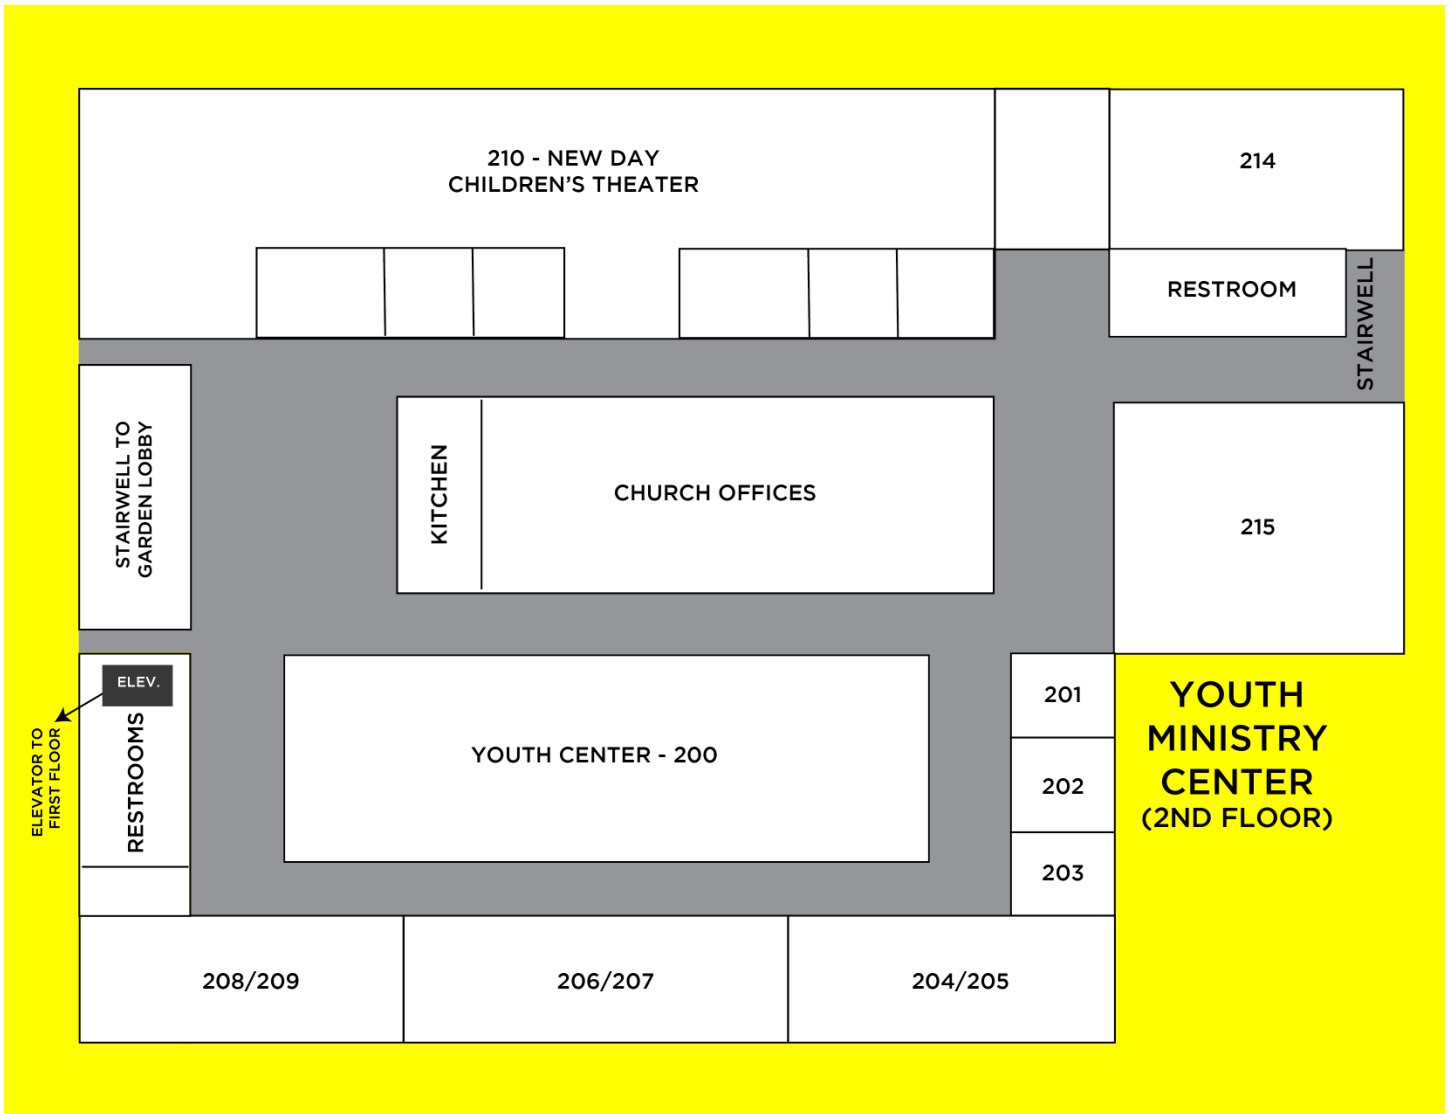 210 - NEW DAY
CHILDREN'S THEATER
214
RESTROOM
STAIRWELL
STAIRWELL TO
GARDEN LOBBY
KITCHEN
CHURCH OFFICES
215
ELEV.
ELEVATOR TO
FIRST FLOOR
RESTROOMS
YOUTH CENTER - 200
201
202
203
YOUTH
MINISTRY
CENTER
(2ND FLOOR)
208/209
206/207
204/205